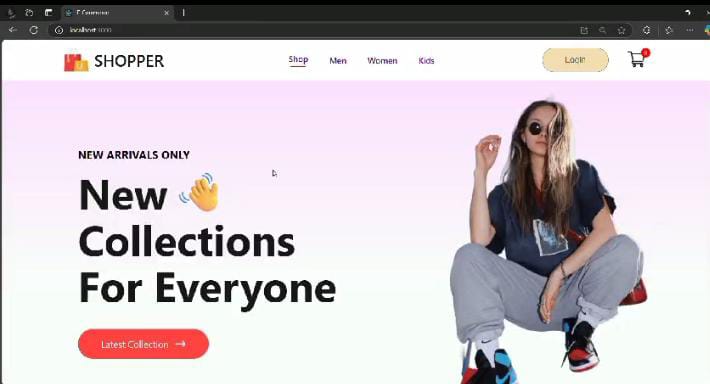 E-Commerce
localhost:3000
SHOPPER
Shop
Men
Women
Kids
Login
0
NEW ARRIVALS ONLY
New
Collections
For Everyone
Latest Collection